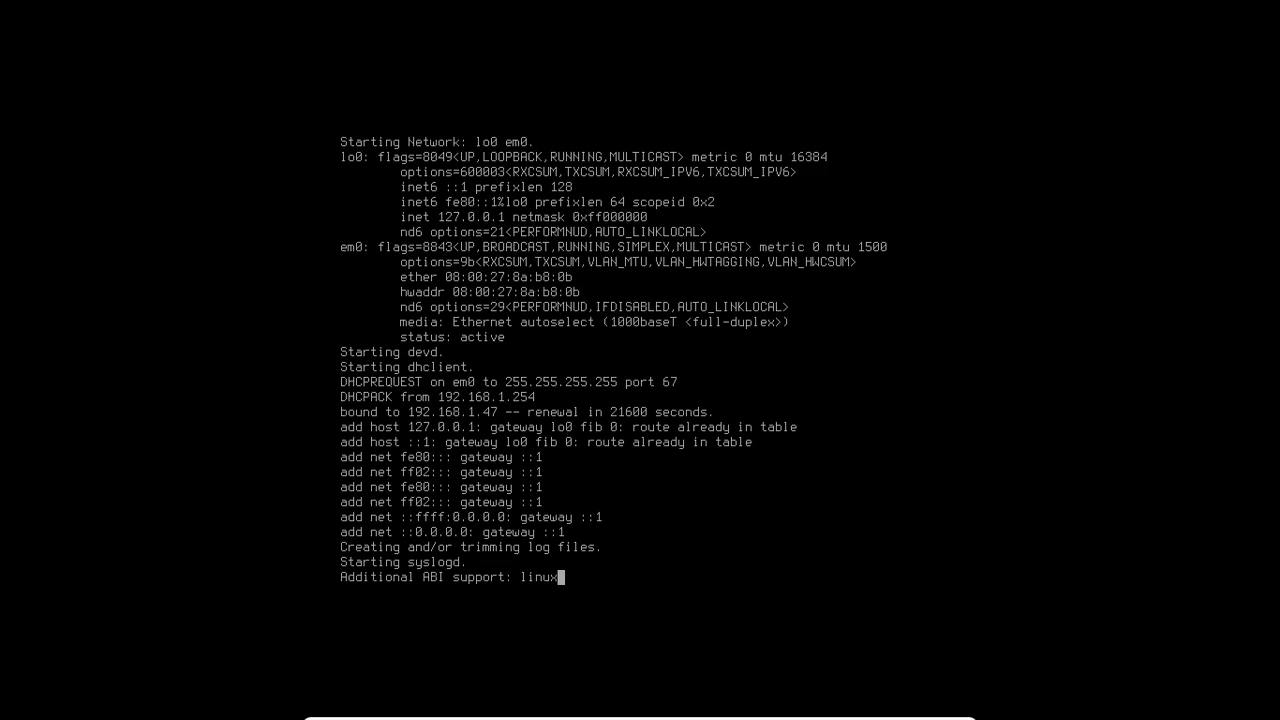 Starting Network: lo0 em0.
lo0: flags=8049<UP,LOOPBACK,RUNNING,MULTICAST> metric 0 mtu 16384
options=600003<RXCSUM,TXCSUM,RXCSUM_IPV6,TXCSUM_IPV6>
inet6 ::1 prefixlen 128
inet6 fe80::1%lo0 prefixlen 64 scopeid 0x2
inet 127.0.0.1 netmask 0xff000000
nd6 options=21<PERFORMNUD,AUTO_LINKLOCAL>
em0: flags=8843<UP,BROADCAST,RUNNING,SIMPLEX,MULTICAST> metric 0 mtu 1500
options=9b<RXCSUM,TXCSUM,VLAN_MTU,VLAN_HWTAGGING,VLAN_HWCSUM>
ether 08:00:27:8a:b8:0b
hwaddr 08:00:27:8a:b8:0b
nd6 options=29<PERFORMNUD,IFDISABLED,AUTO_LINKLOCAL>
media: Ethernet autoselect (1000baseT <full-duplex>)
status: active
Starting devd.
Starting dhclient.
DHCPREQUEST on em0 to 255.255.255.255 port 67
DHCPACK from 192.168.1.254
bound to 192.168.1.47 -- renewal in 21600 seconds.
add host 127.0.0.1: gateway lo0 fib 0: route already in table
add host ::1: gateway lo0 fib 0: route already in table
add net fe80::: gateway ::1
add net ff02::: gateway ::1
add net fe80::: gateway ::1
add net ff02::: gateway ::1
add net ::ffff:0.0.0.0: gateway ::1
add net ::0.0.0.0: gateway ::1
Creating and/or trimming log files.
Starting syslogd.
Additional ABI support: linux